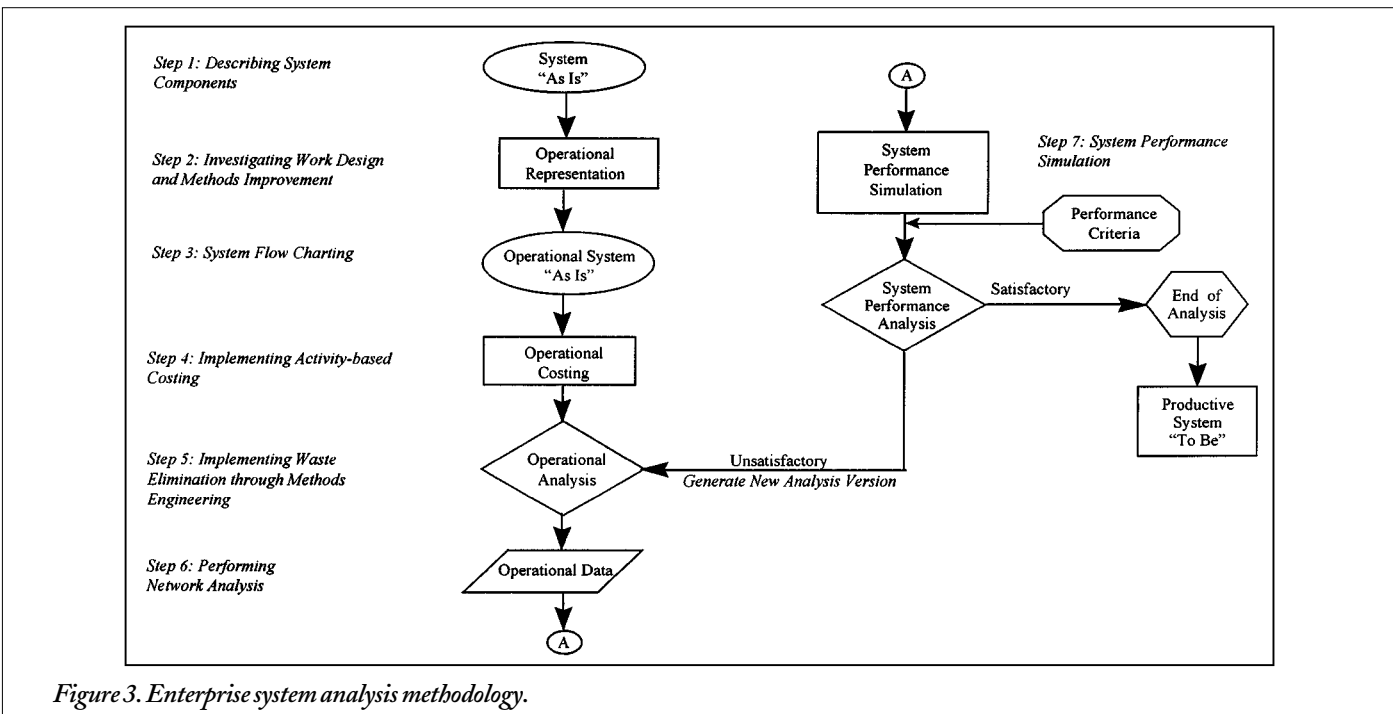 Step 1: Describing System
Components
System
“As Is”
Step 2: Investigating Work Design
and Methods Improvement
Operational
Representation
Step 3: System Flow Charting
Operational System
“As Is”
Step 4: Implementing Activity-based
Costing
Operational
Costing
Step 5: Implementing Waste
Elimination through Methods
Engineering
Operational
Analysis
Step 6: Performing
Network Analysis
Operational Data
A
A
System
Performance
Simulation
Step 7: System Performance
Simulation
Performance
Criteria
System
Performance
Analysis
Satisfactory
End of
Analysis
Productive
System
“To Be”
Unsatisfactory
Generate New Analysis Version
Figure 3. Enterprise system analysis methodology.